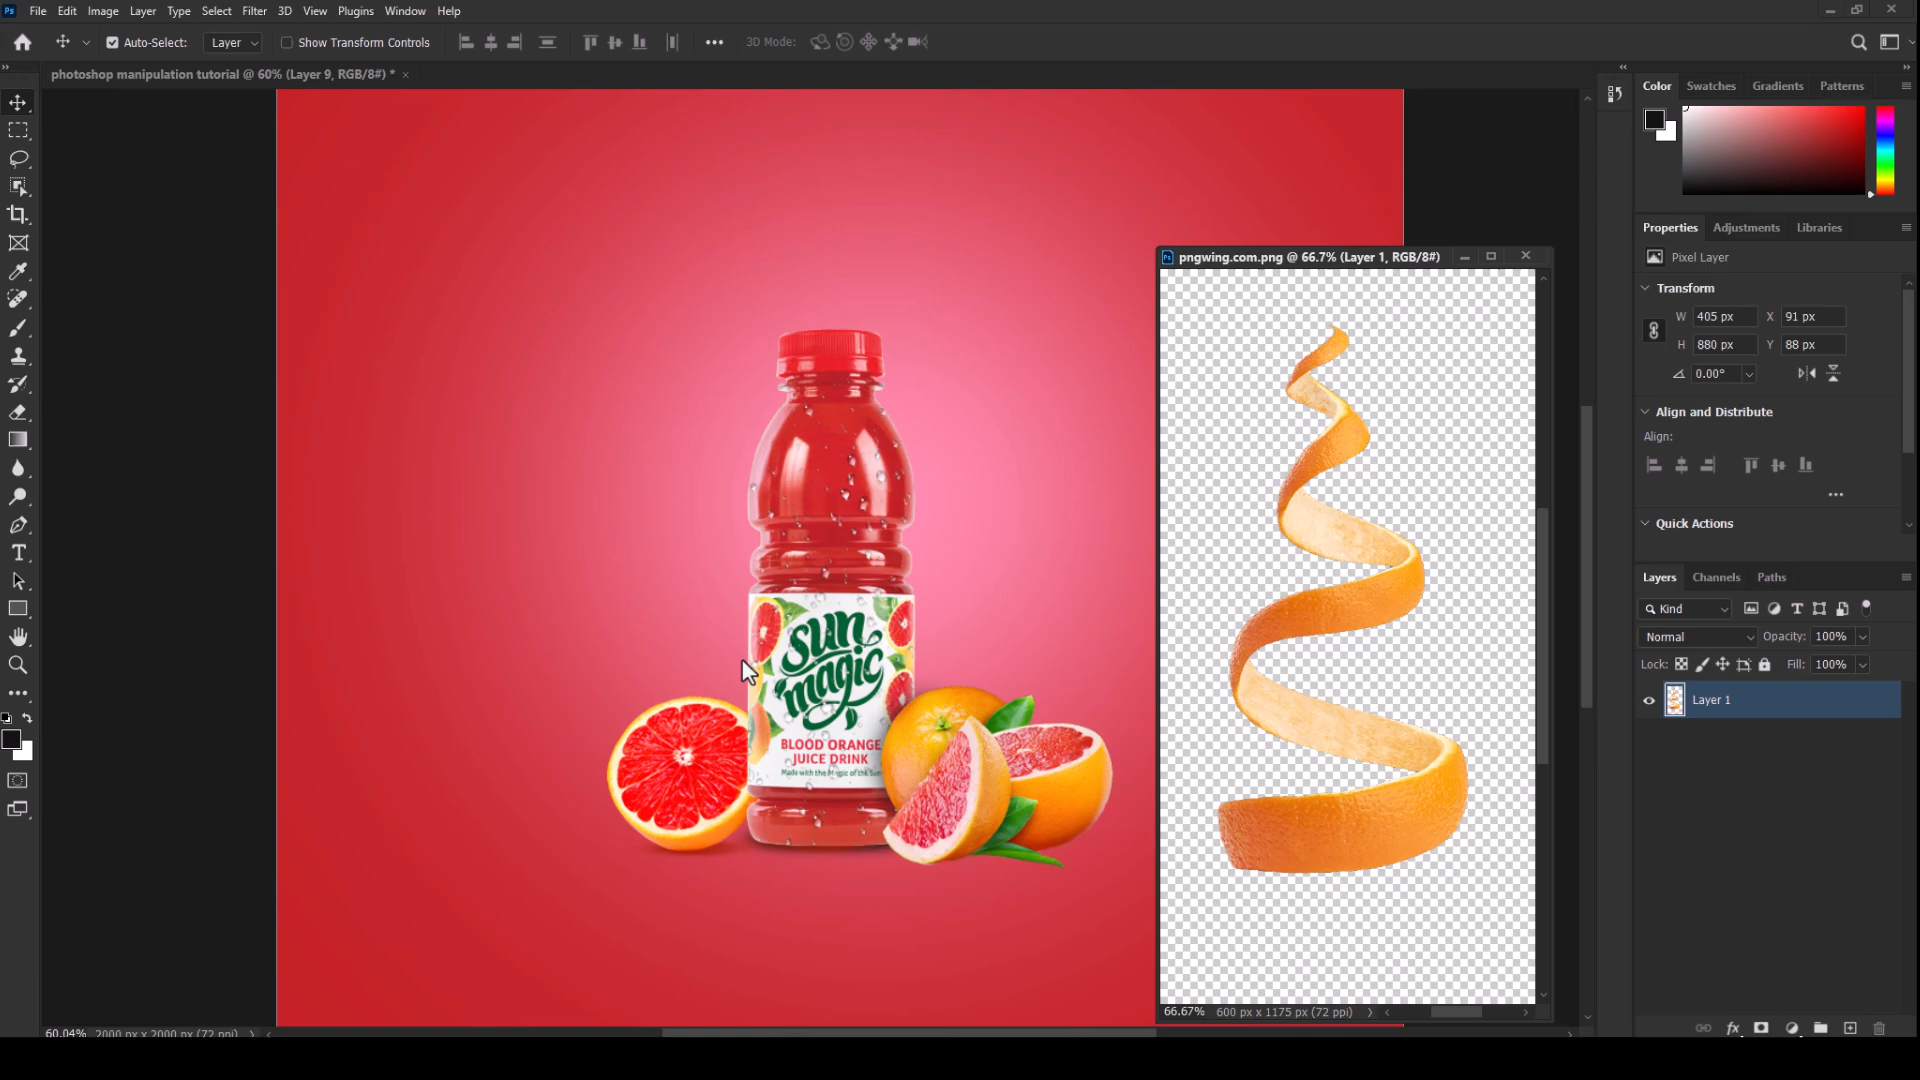 Ps File Edit Image Layer Type Select Filter 3D View Plugins Window Help
Auto-Select: Layer Show Transform Controls 3D Mode:
photoshop manipulation tutorial @ 60% (Layer 9, RGB/8#) *
Color Swatches Gradients Patterns
Properties Adjustments Libraries
Pixel Layer
Transform
W 405 px X 91 px
H 880 px Y 88 px
0.00°
Align and Distribute
Align:
Quick Actions
Layers Channels Paths
Kind
Normal Opacity: 100%
Lock: Fill: 100%
Layer 1
fx
Ps pngwing.com.png @ 66.7% (Layer 1, RGB/8#)
66.67% 600 px x 1175 px (72 ppi)
sun
magic
BLOOD ORANGE
JUICE DRINK
Made with the Magic of the Sun
60.04% 2000 px x 2000 px (72 ppi)